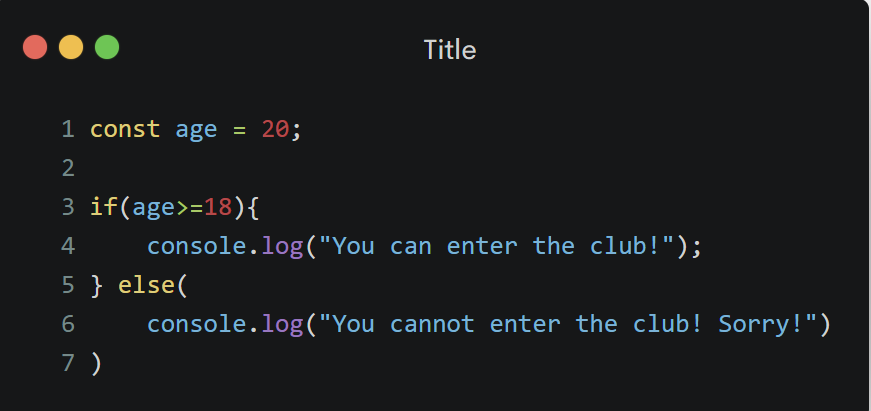 Title
1 const age = 20;
2
3 if(age>=18){
4     console.log("You can enter the club!");
5 } else(
6     console.log("You cannot enter the club! Sorry!")
7 )